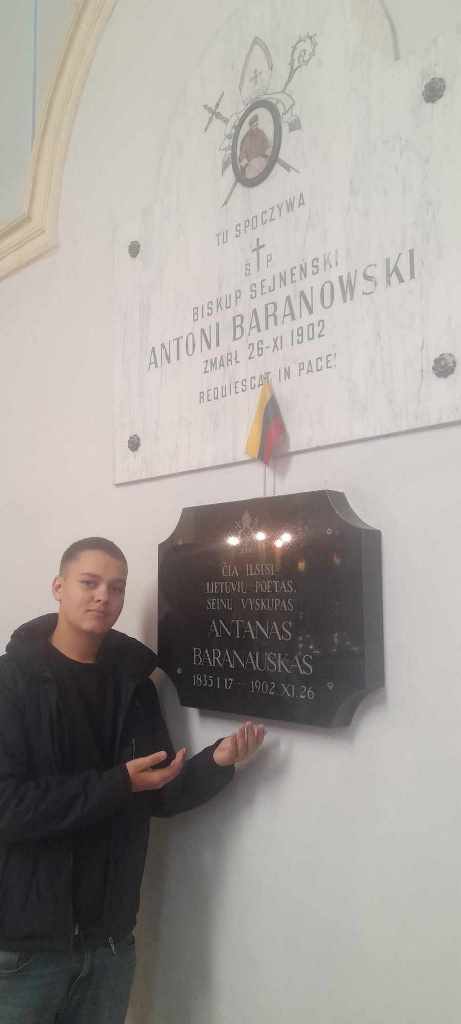 TU SPOCZYWA
Ś P
BISKUP SEJNEŃSKI
ANTONI BARANOWSKI
ZMARŁ 26-XI 1902
REQUIESCAT IN PACE!
ČIA ILSISI
LIETUVIŲ POETAS,
SEINŲ VYSKUPAS
ANTANAS
BARANAUSKAS
1835 I 17 — 1902 XI. 26